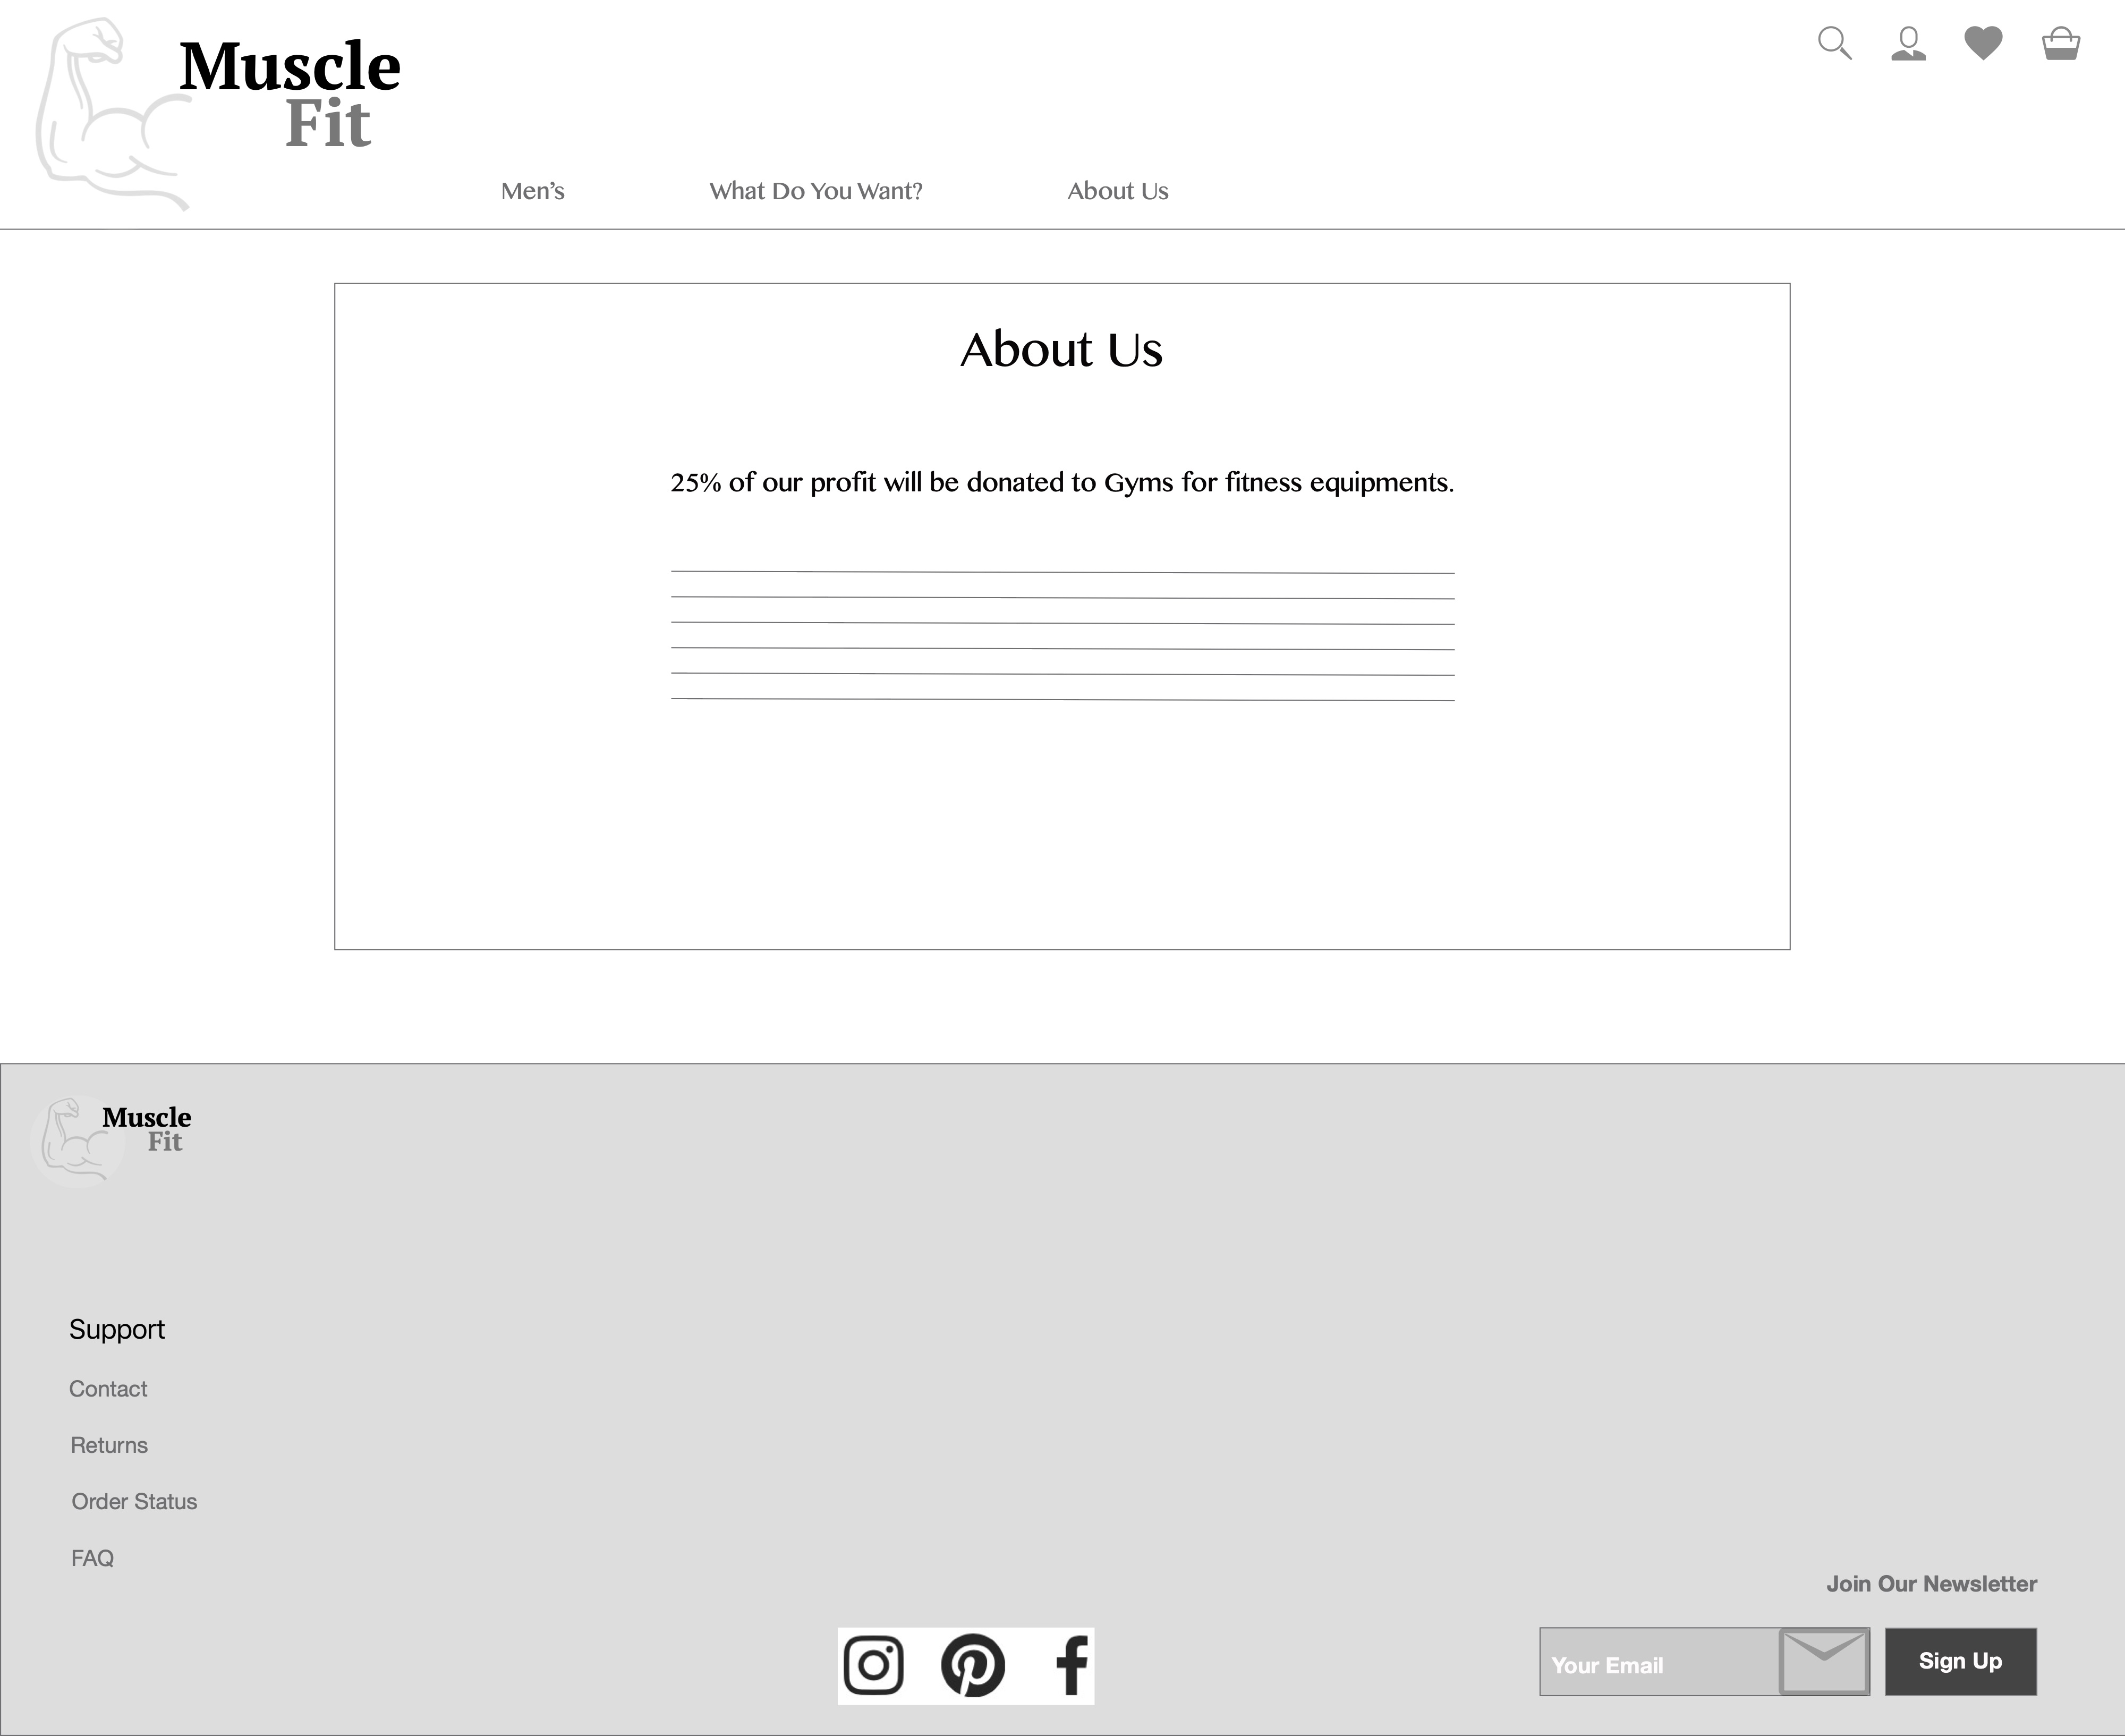 Muscle
Fit
Men's
What Do You Want?
About Us
About Us
25% of our profit will be donated to Gyms for fitness equipments.
Muscle
Fit
Support
Contact
Returns
Order Status
FAQ
Join Our Newsletter
Your Email
Sign Up